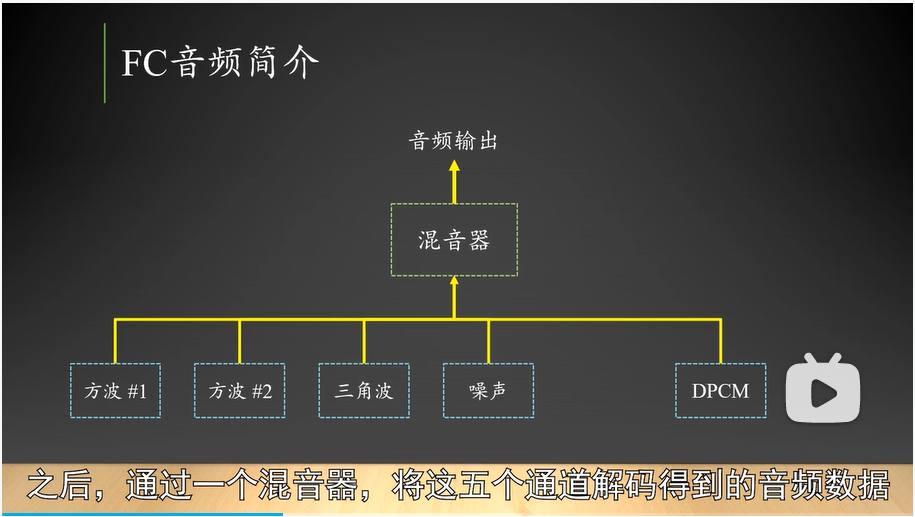 FC音频简介
音频输出
混音器
方波 #1
方波 #2
三角波
噪声
DPCM
之后，通过一个混音器，将这五个通道解码得到的音频数据